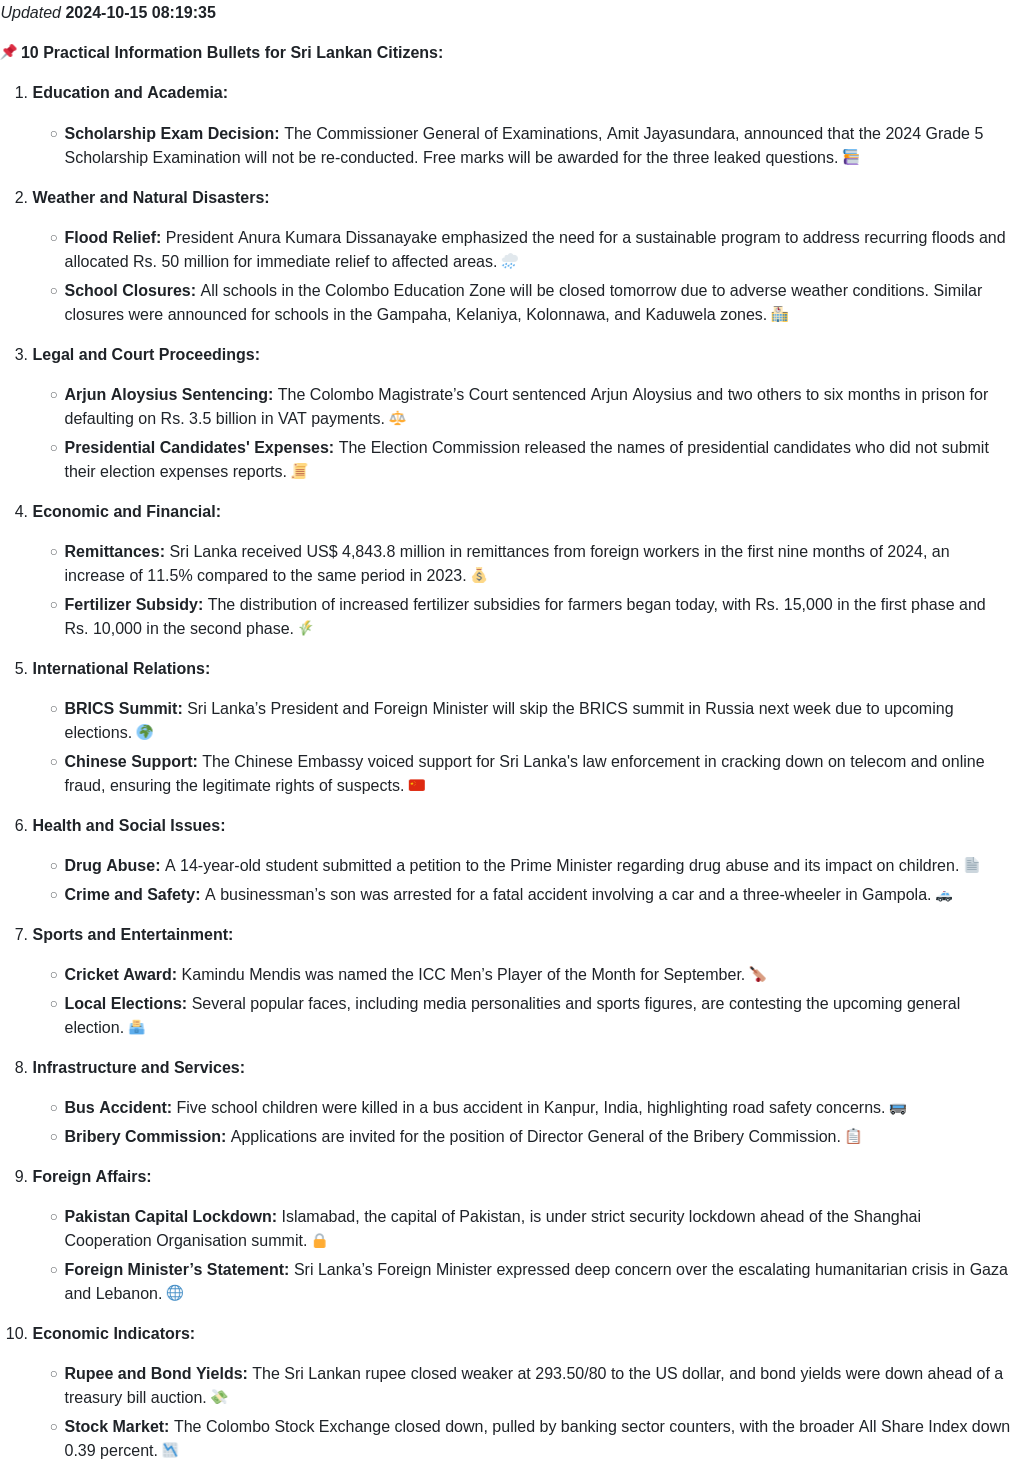 Updated 2024-10-15 08:19:35
📌 10 Practical Information Bullets for Sri Lankan Citizens:
1. Education and Academia:
○ Scholarship Exam Decision: The Commissioner General of Examinations, Amit Jayasundara, announced that the 2024 Grade 5
Scholarship Examination will not be re-conducted. Free marks will be awarded for the three leaked questions. 📚
2. Weather and Natural Disasters:
○ Flood Relief: President Anura Kumara Dissanayake emphasized the need for a sustainable program to address recurring floods and
allocated Rs. 50 million for immediate relief to affected areas. 🌧️
○ School Closures: All schools in the Colombo Education Zone will be closed tomorrow due to adverse weather conditions. Similar
closures were announced for schools in the Gampaha, Kelaniya, Kolonnawa, and Kaduwela zones. 🏫
3. Legal and Court Proceedings:
○ Arjun Aloysius Sentencing: The Colombo Magistrate’s Court sentenced Arjun Aloysius and two others to six months in prison for
defaulting on Rs. 3.5 billion in VAT payments. ⚖️
○ Presidential Candidates' Expenses: The Election Commission released the names of presidential candidates who did not submit
their election expenses reports. 📜
4. Economic and Financial:
○ Remittances: Sri Lanka received US$ 4,843.8 million in remittances from foreign workers in the first nine months of 2024, an
increase of 11.5% compared to the same period in 2023. 💰
○ Fertilizer Subsidy: The distribution of increased fertilizer subsidies for farmers began today, with Rs. 15,000 in the first phase and
Rs. 10,000 in the second phase. 🌾
5. International Relations:
○ BRICS Summit: Sri Lanka’s President and Foreign Minister will skip the BRICS summit in Russia next week due to upcoming
elections. 🌍
○ Chinese Support: The Chinese Embassy voiced support for Sri Lanka's law enforcement in cracking down on telecom and online
fraud, ensuring the legitimate rights of suspects. 🇨🇳
6. Health and Social Issues:
○ Drug Abuse: A 14-year-old student submitted a petition to the Prime Minister regarding drug abuse and its impact on children. 📄
○ Crime and Safety: A businessman’s son was arrested for a fatal accident involving a car and a three-wheeler in Gampola. 🚓
7. Sports and Entertainment:
○ Cricket Award: Kamindu Mendis was named the ICC Men’s Player of the Month for September. 🏏
○ Local Elections: Several popular faces, including media personalities and sports figures, are contesting the upcoming general
election. 🗳️
8. Infrastructure and Services:
○ Bus Accident: Five school children were killed in a bus accident in Kanpur, India, highlighting road safety concerns. 🚌
○ Bribery Commission: Applications are invited for the position of Director General of the Bribery Commission. 📋
9. Foreign Affairs:
○ Pakistan Capital Lockdown: Islamabad, the capital of Pakistan, is under strict security lockdown ahead of the Shanghai
Cooperation Organisation summit. 🔒
○ Foreign Minister’s Statement: Sri Lanka’s Foreign Minister expressed deep concern over the escalating humanitarian crisis in Gaza
and Lebanon. 🌐
10. Economic Indicators:
○ Rupee and Bond Yields: The Sri Lankan rupee closed weaker at 293.50/80 to the US dollar, and bond yields were down ahead of a
treasury bill auction. 💸
○ Stock Market: The Colombo Stock Exchange closed down, pulled by banking sector counters, with the broader All Share Index down
0.39 percent. 📉